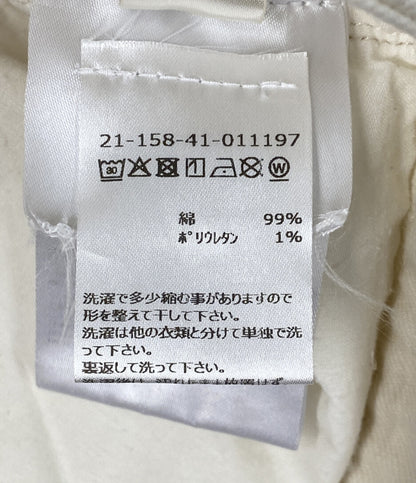 21-158-41-011197
30 W
綿 99%
ポリウレタン 1%
洗濯で多少縮む事がありますので
形を整えて干して下さい。
洗濯は他の衣類と分けて単独で洗
って下さい。
裏返して洗って下さい。